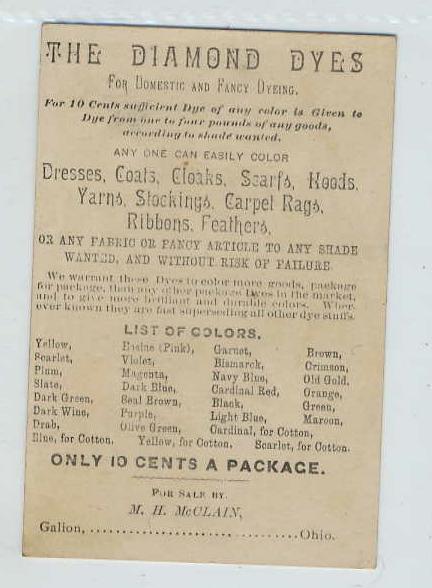 THE DIAMOND DYES
FOR DOMESTIC AND FANCY DYEING.
For 10 Cents sufficient Dye of any color is Given to
Dye from one to four pounds of any goods,
according to shade wanted.
ANY ONE CAN EASILY COLOR
Dresses, Coats, Cloaks, Scarfs, Hoods,
Yarns, Stockings, Carpet Rags,
Ribbons, Feathers,
OR ANY FABRIC OR FANCY ARTICLE TO ANY SHADE
WANTED, AND WITHOUT RISK OF FAILURE.
We warrant these Dyes to color more goods, package
for package, than any other package Dyes in the market,
and to give more brilliant and durable colors. Wher-
ever known they are fast superseding all other dye stuffs.
LIST OF COLORS.
Yellow, Eosine (Pink), Garnet, Brown,
Scarlet, Violet, Bismarck, Crimson,
Plum, Magenta, Navy Blue, Old Gold,
Slate, Dark Blue, Cardinal Red, Orange,
Dark Green, Seal Brown, Black, Green,
Dark Wine, Purple, Light Blue, Maroon,
Drab, Olive Green, Cardinal, for Cotton,
Blue, for Cotton. Yellow, for Cotton. Scarlet, for Cotton.
ONLY 10 CENTS A PACKAGE.
FOR SALE BY.
M. H. McCLAIN,
Galion, ................................ Ohio.